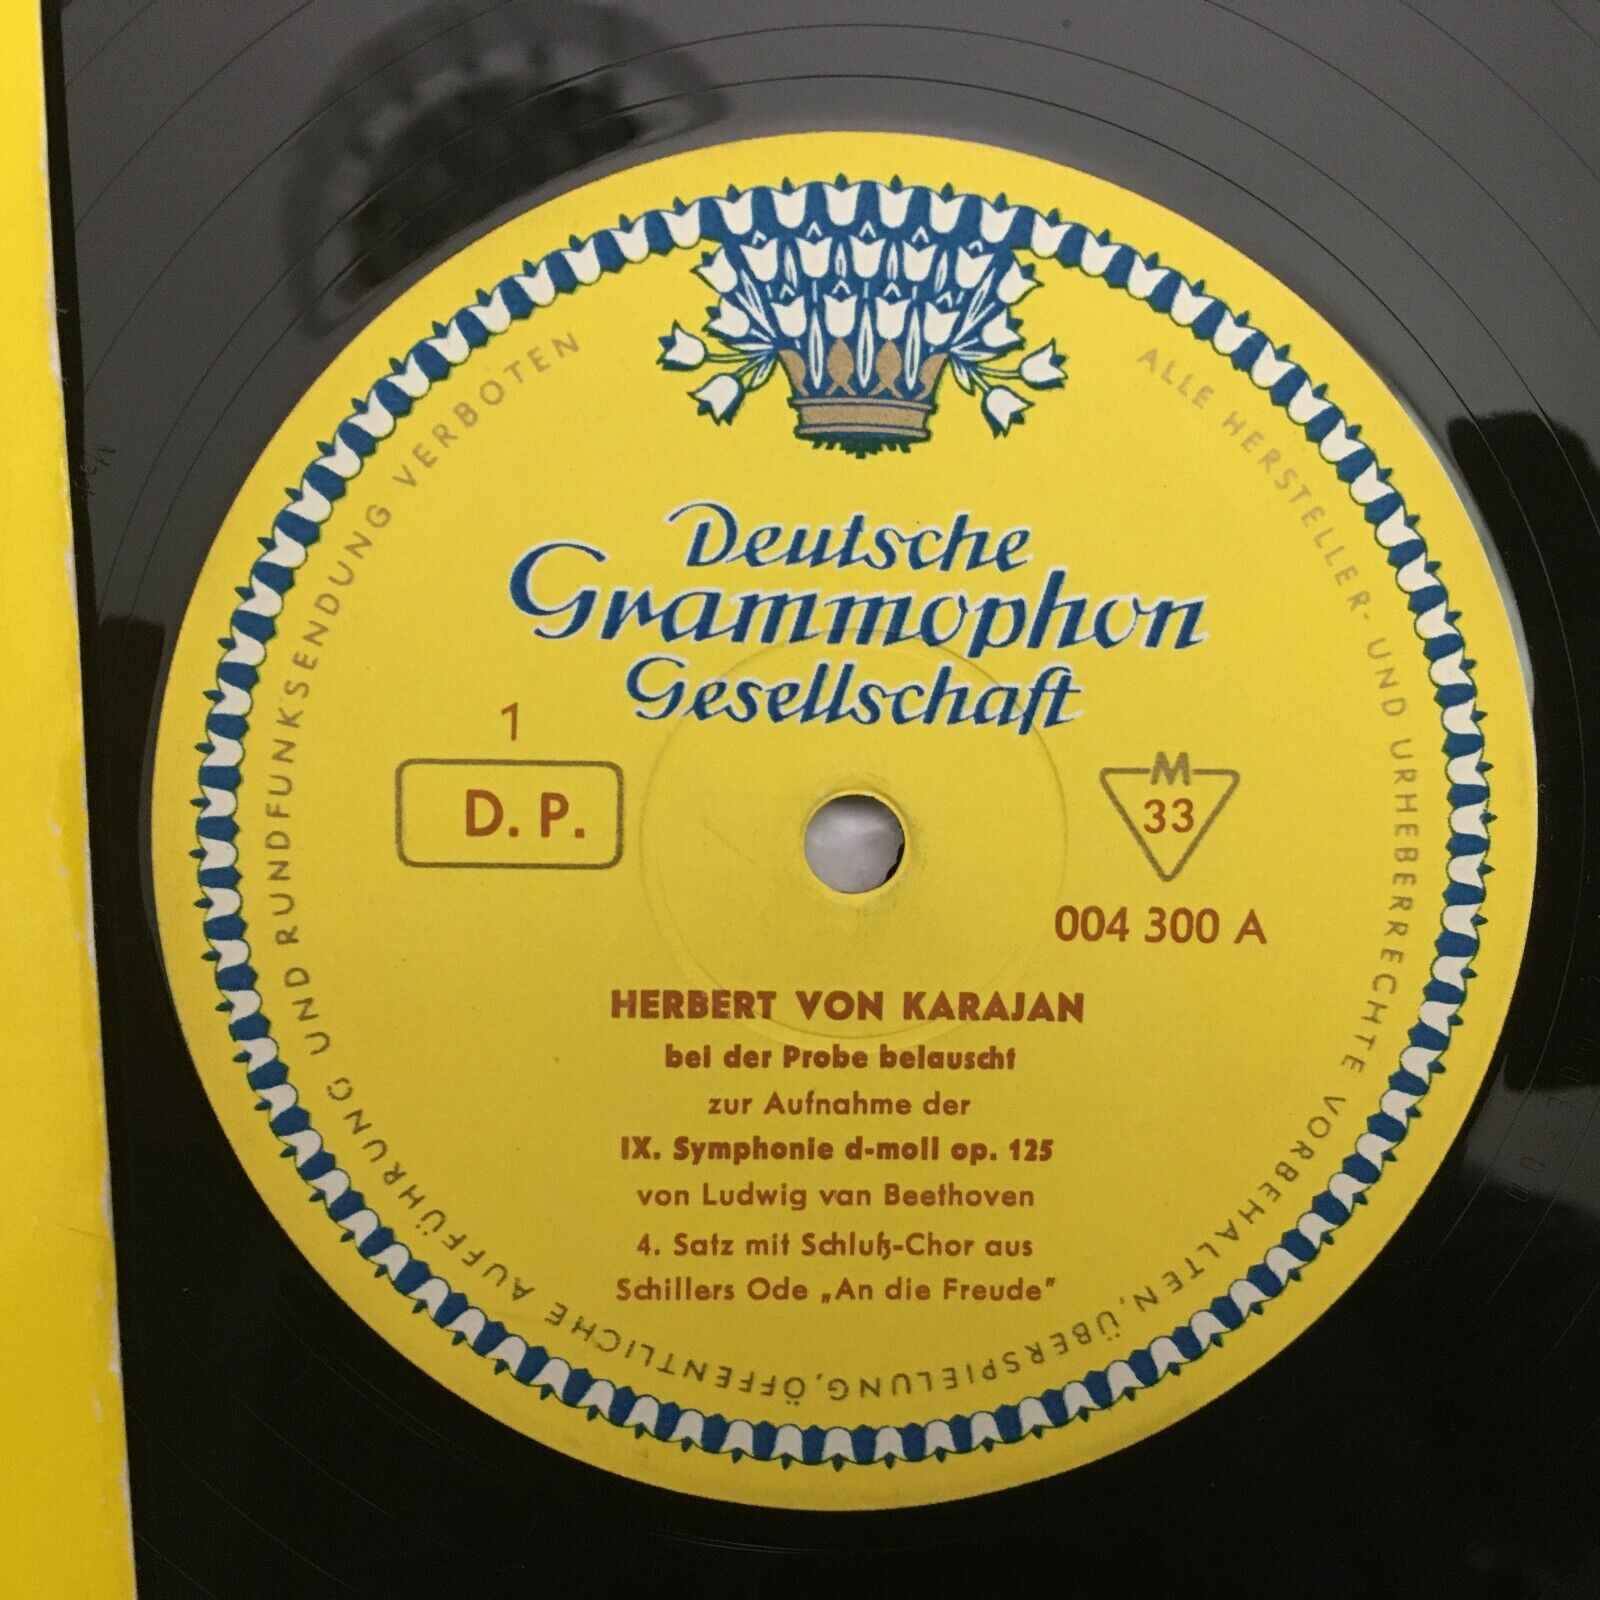 Deutsche
Grammophon
Gesellschaft
1
D. P.
M
33
004 300 A
HERBERT VON KARAJAN
bei der Probe belauscht
zur Aufnahme der
IX. Symphonie d-moll op. 125
von Ludwig van Beethoven
4. Satz mit Schluß-Chor aus
Schillers Ode „An die Freude”
ALLE HERSTELLER- UND URHEBERRECHTE VORBEHALTEN, ÜBERSPIELUNG, ÖFFENTLICHE AUFFÜHRUNG UND RUNDFUNKSENDUNG VERBOTEN